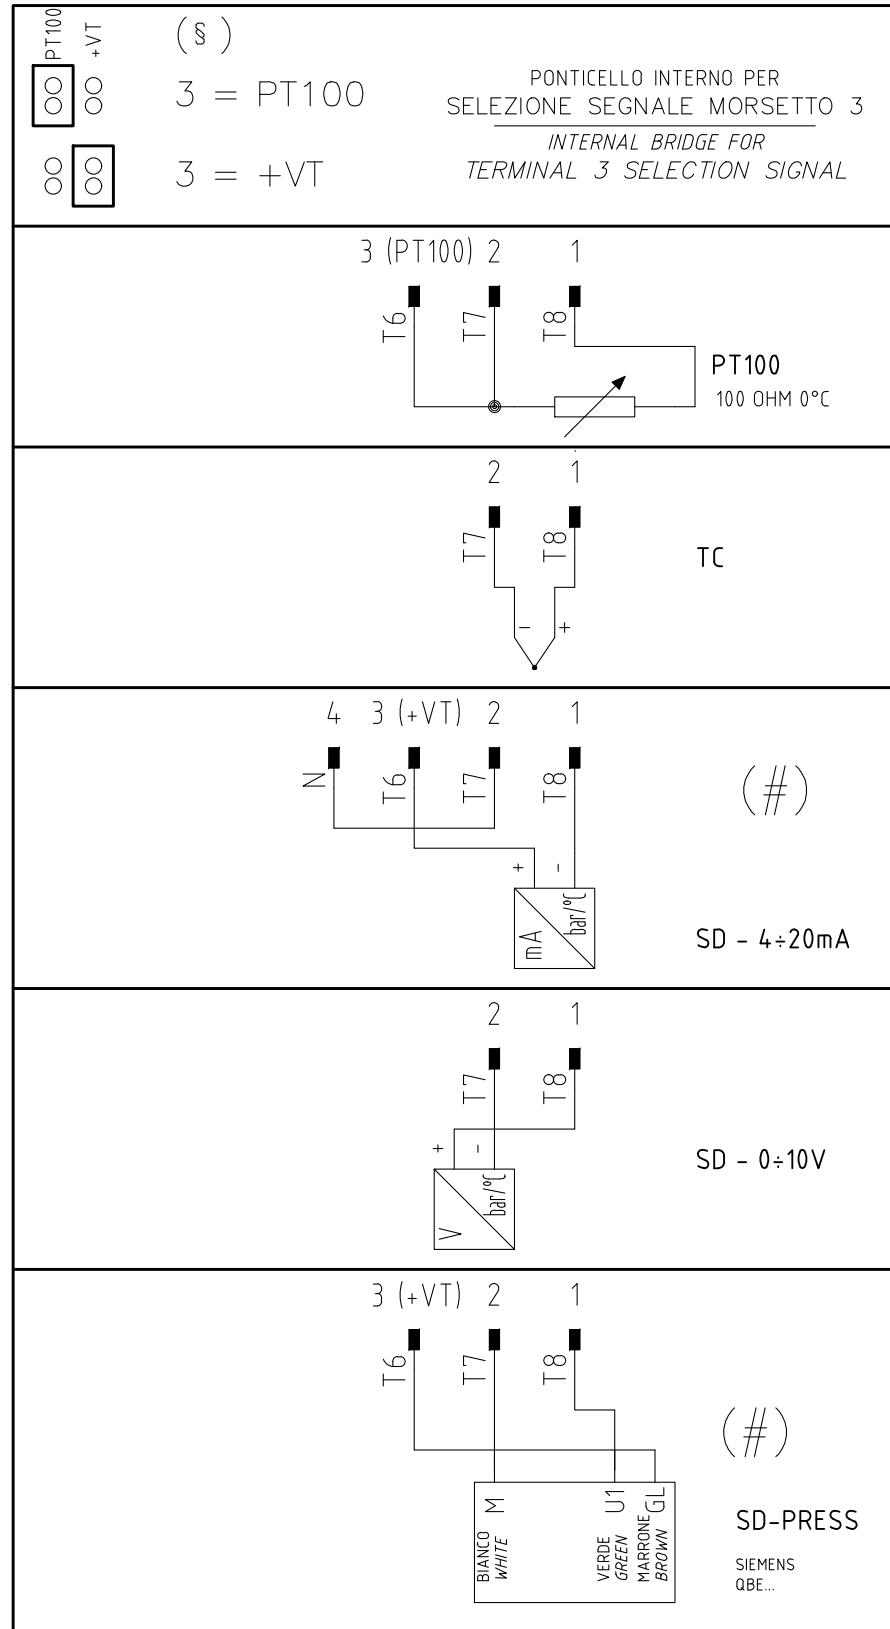 PT100
+VT
(§)
3 = PT100
3 = +VT
PONTICELLO INTERNO PER
SELEZIONE SEGNALE MORSETTO 3
INTERNAL BRIDGE FOR
TERMINAL 3 SELECTION SIGNAL
3 (PT100) 2 1
T6 T7 T8
PT100
100 OHM 0°C
2 1
T7 T8
TC
- +
4 3 (+VT) 2 1
N T6 T7 T8
(#)
+ -
mA bar/°C
SD - 4÷20mA
2 1
T7 T8
+ -
V bar/°C
SD - 0÷10V
3 (+VT) 2 1
T6 T7 T8
(#)
M U1 GL
BIANCO
WHITE
VERDE
GREEN
MARRONE
BROWN
SD-PRESS
SIEMENS
QBE...